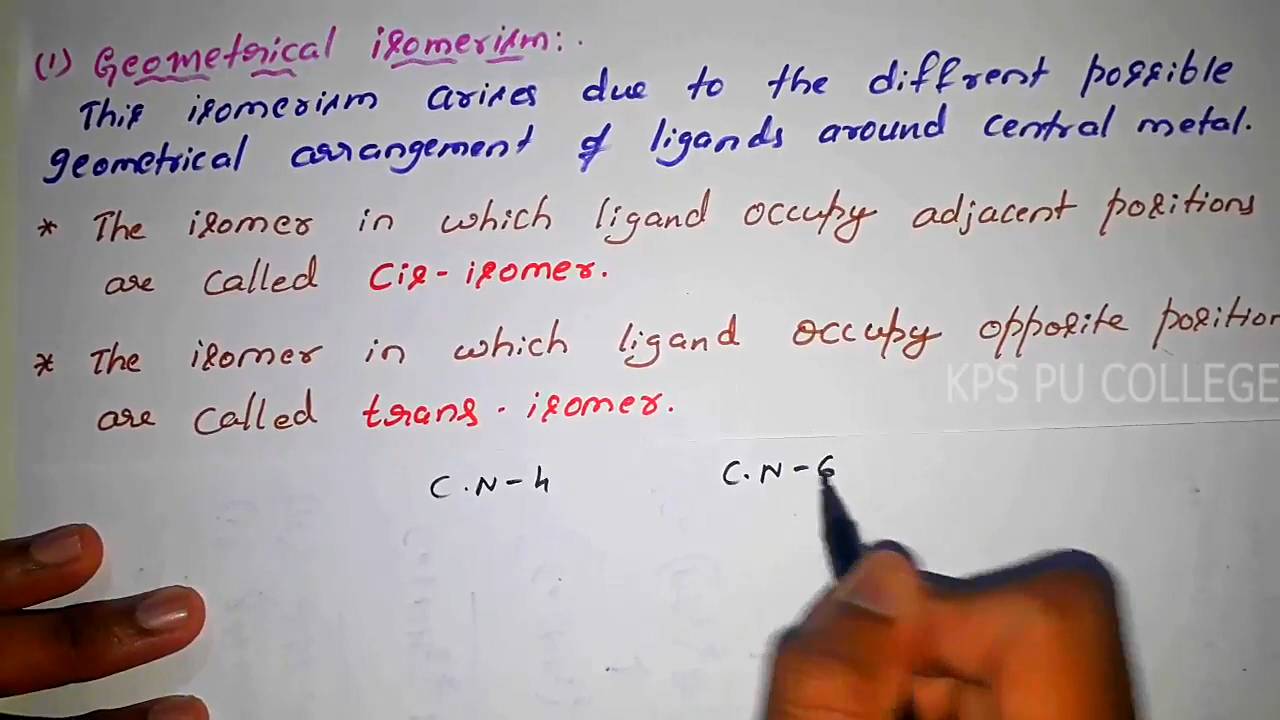 (1) Geometrical isomerism:.
This isomerism arises due to the diffrent possible
geometrical arrangement of ligands around central metal.
* The isomer in which ligand occupy adjacent positions
are called Cis-isomer.
* The isomer in which ligand occupy opposite position
KPS PU COLLEGE
are called trans-isomer.
C.N-4 C.N-6